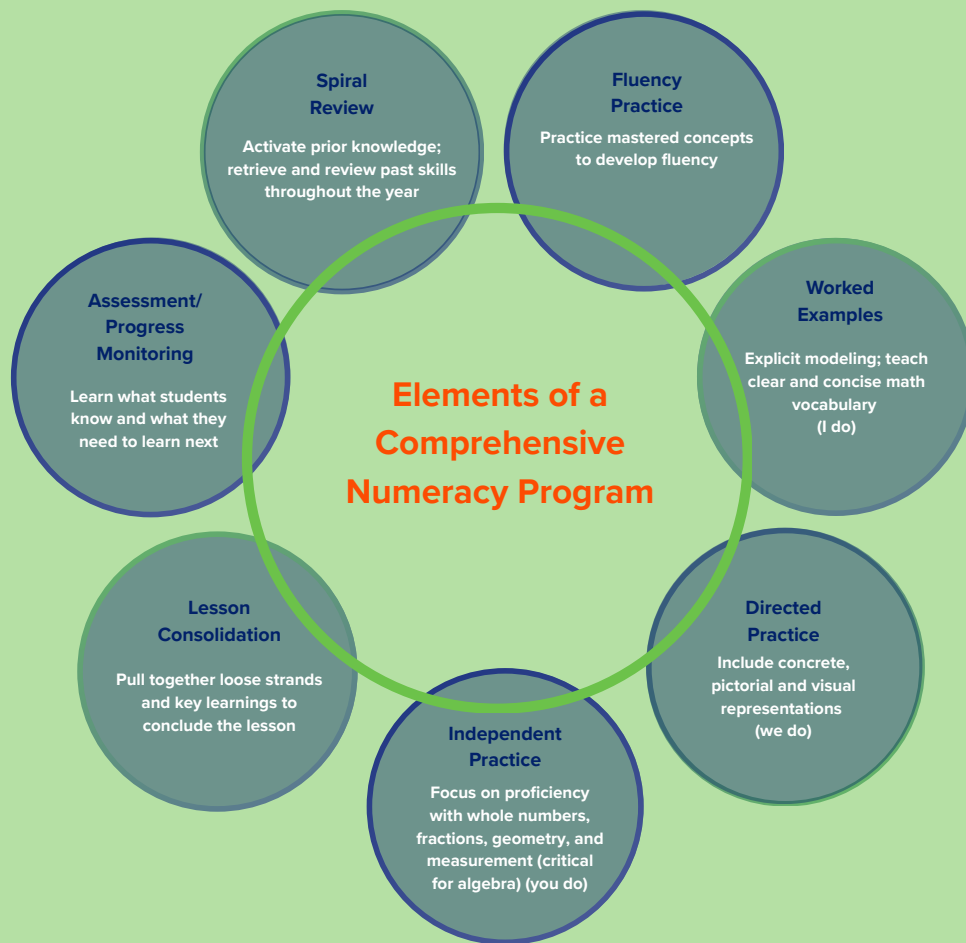 Elements of a
Comprehensive
Numeracy Program
Spiral
Review
Activate prior knowledge;
retrieve and review past skills
throughout the year
Fluency
Practice
Practice mastered concepts
to develop fluency
Worked
Examples
Explicit modeling; teach
clear and concise math
vocabulary
(I do)
Directed
Practice
Include concrete,
pictorial and visual
representations
(we do)
Independent
Practice
Focus on proficiency
with whole numbers,
fractions, geometry, and
measurement (critical
for algebra) (you do)
Lesson
Consolidation
Pull together loose strands
and key learnings to
conclude the lesson
Assessment/
Progress
Monitoring
Learn what students
know and what they
need to learn next